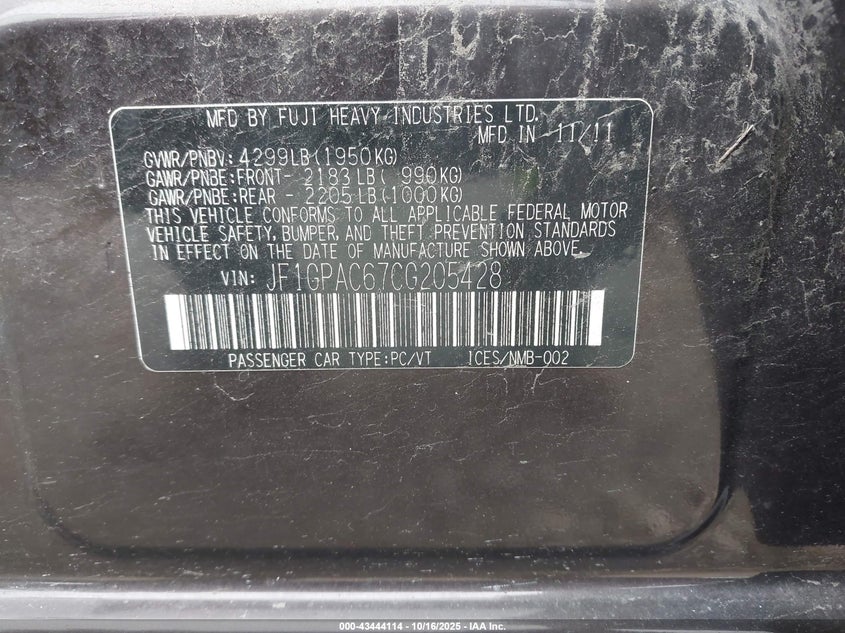 MFD BY FUJI HEAVY INDUSTRIES LTD.
MFD IN 11/11
GVWR/PNBV: 4299LB(1950KG)
GAWR/PNBE:FRONT- 2183LB( 990KG)
GAWR/PNBE:REAR - 2205LB(1000KG)
THIS VEHICLE CONFORMS TO ALL APPLICABLE FEDERAL MOTOR
VEHICLE SAFETY, BUMPER, AND THEFT PREVENTION STANDARDS
IN EFFECT ON THE DATE OF MANUFACTURE SHOWN ABOVE.
VIN: JF1GPAC67CG205428
PASSENGER CAR TYPE:PC/VT ICES/NMB-002
000-43444114 - 10/16/2025 - IAA Inc.